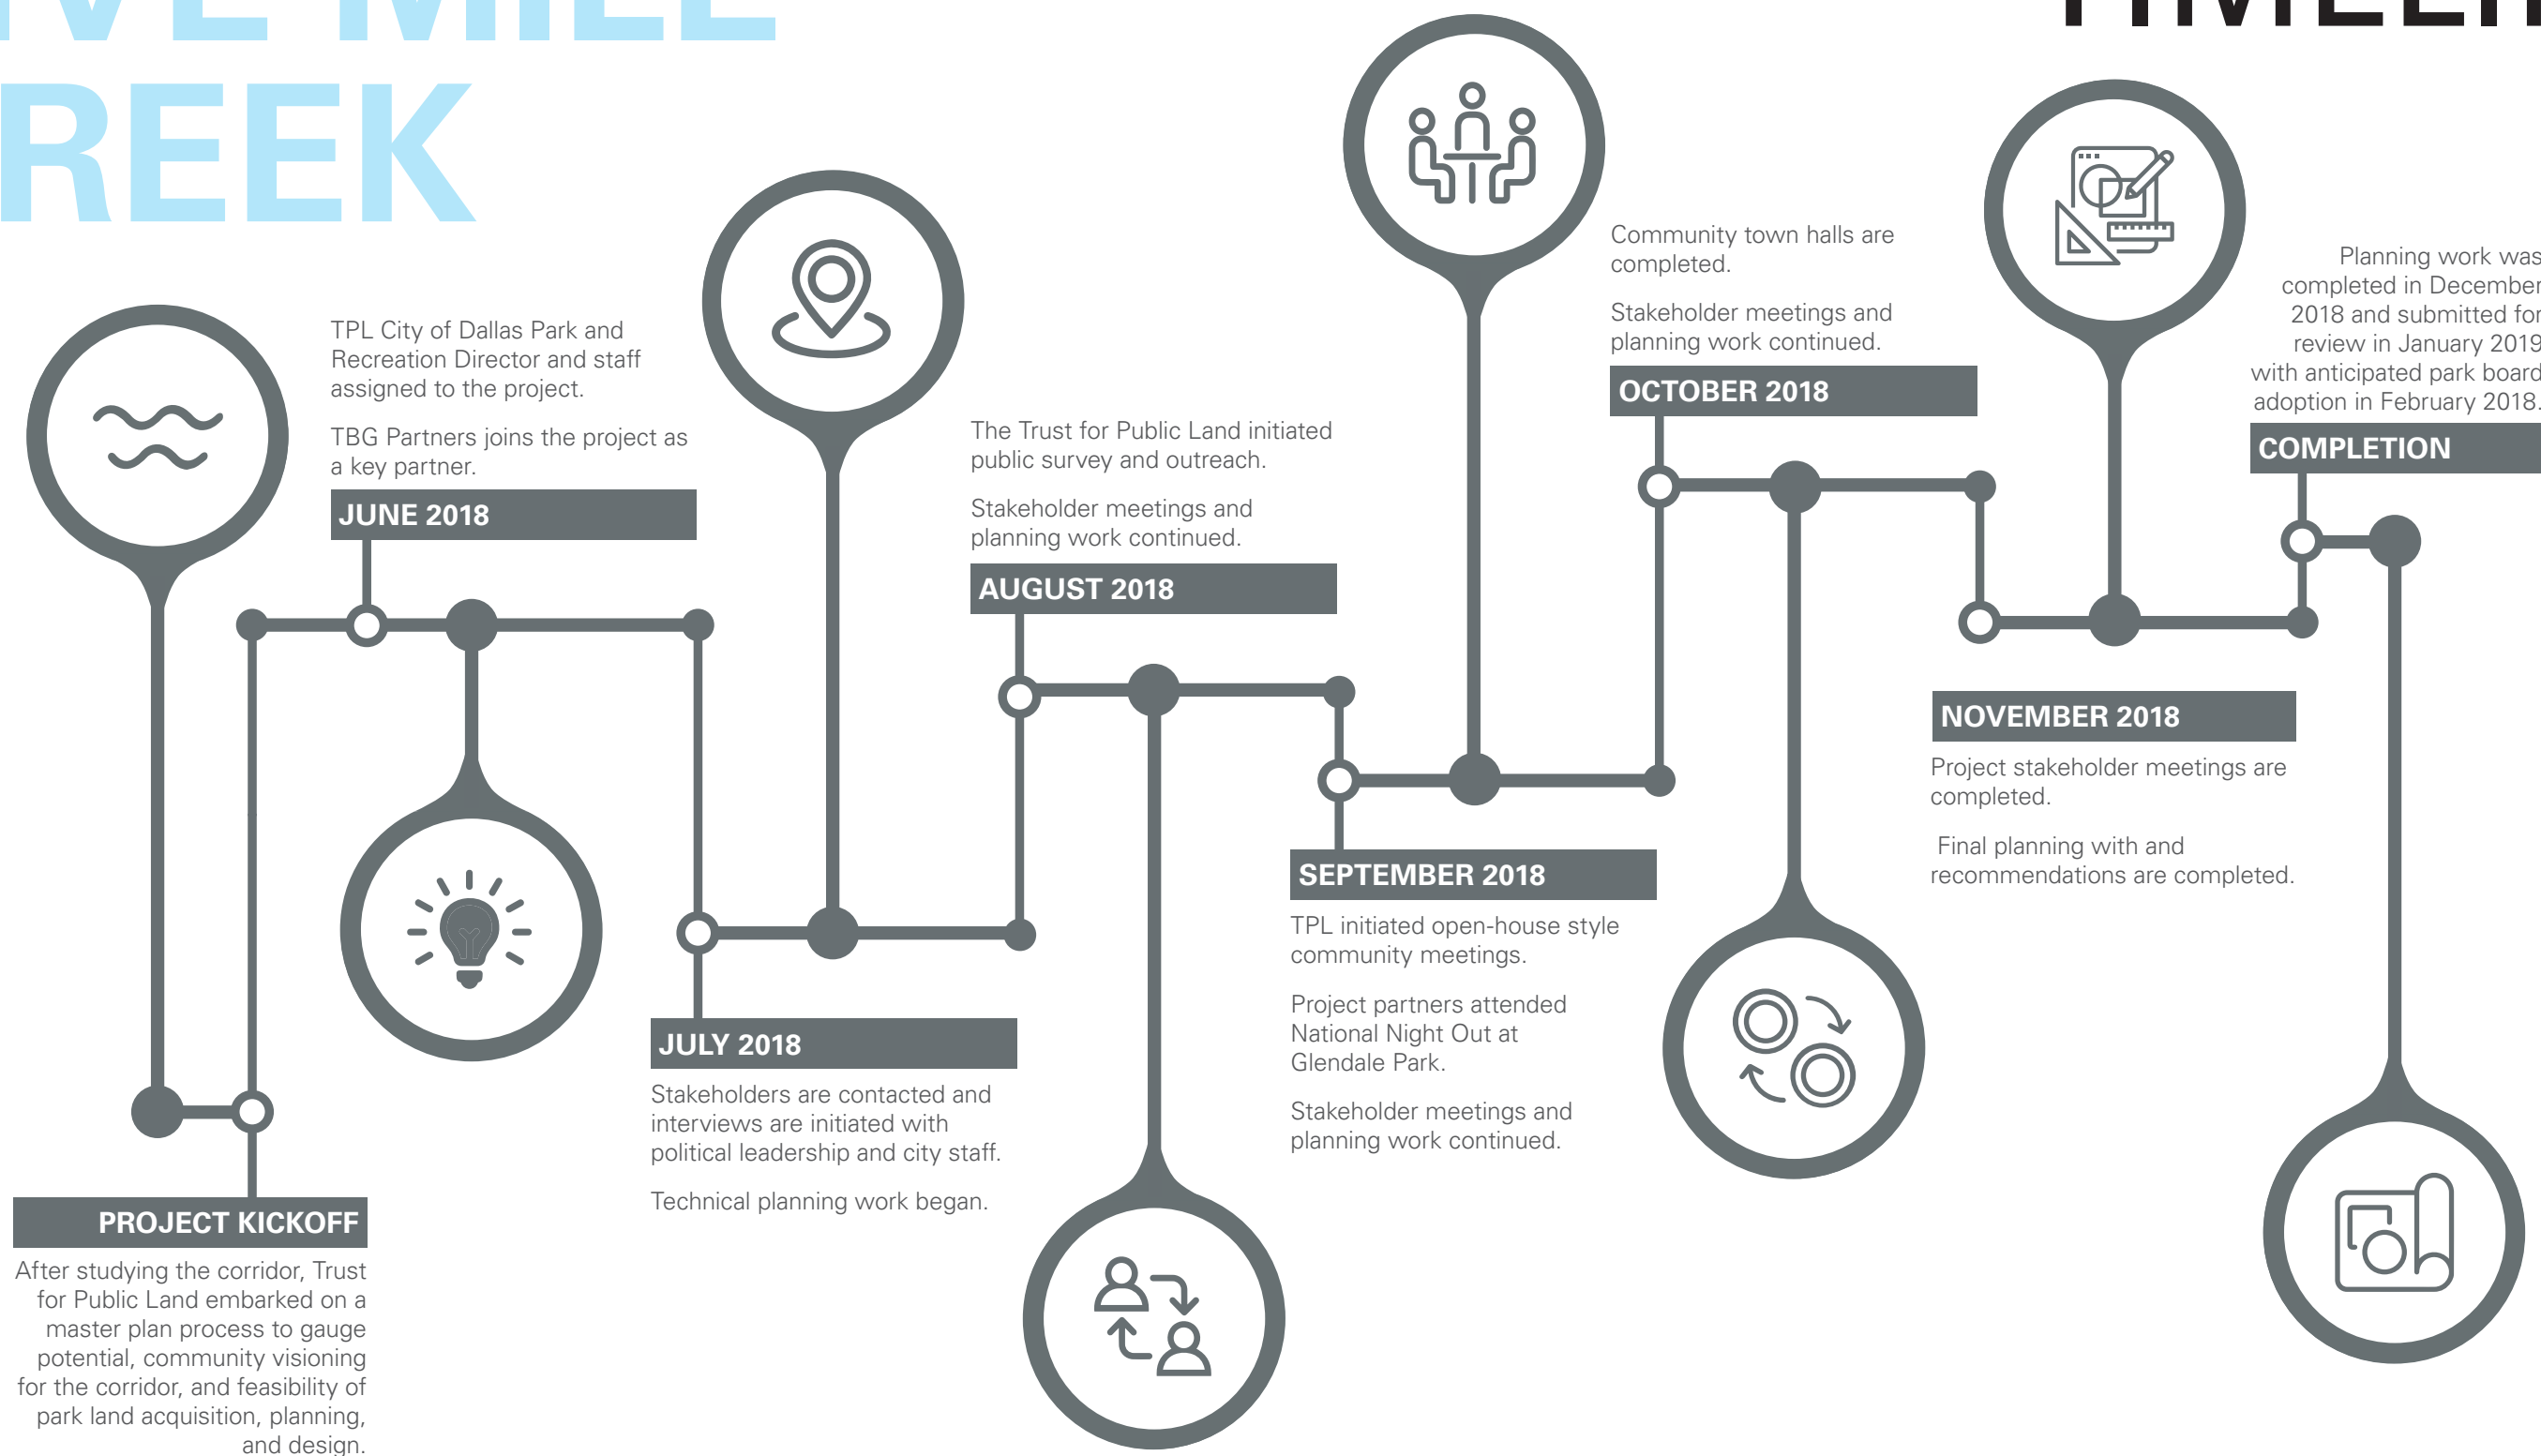 REEK
TPL City of Dallas Park and
Recreation Director and staff
assigned to the project.
TBG Partners joins the project as
a key partner.
JUNE 2018
The Trust for Public Land initiated
public survey and outreach.
Stakeholder meetings and
planning work continued.
AUGUST 2018
Community town halls are
completed.
Stakeholder meetings and
planning work continued.
OCTOBER 2018
Planning work was
completed in December
2018 and submitted for
review in January 2019
with anticipated park board
adoption in February 2018.
COMPLETION
PROJECT KICKOFF
After studying the corridor, Trust
for Public Land embarked on a
master plan process to gauge
potential, community visioning
for the corridor, and feasibility of
park land acquisition, planning,
and design.
JULY 2018
Stakeholders are contacted and
interviews are initiated with
political leadership and city staff.
Technical planning work began.
SEPTEMBER 2018
TPL initiated open-house style
community meetings.
Project partners attended
National Night Out at
Glendale Park.
Stakeholder meetings and
planning work continued.
NOVEMBER 2018
Project stakeholder meetings are
completed.
Final planning with and
recommendations are completed.